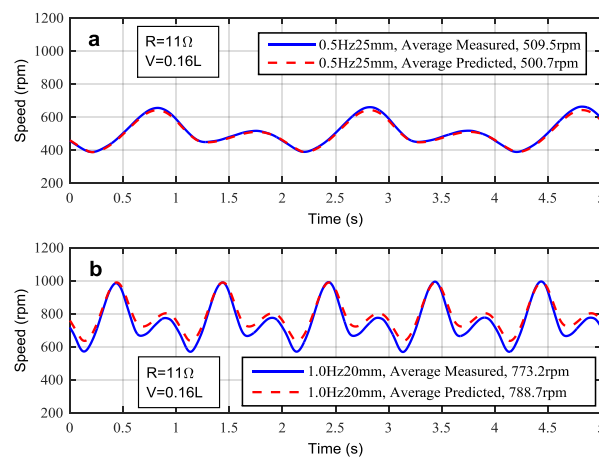 1200
1000
800
600
400
200
Speed (rpm)
a
R=11Ω
V=0.16L
0.5Hz25mm, Average Measured, 509.5rpm
0.5Hz25mm, Average Predicted, 500.7rpm
0 0.5 1 1.5 2 2.5 3 3.5 4 4.5 5
Time (s)
1200
1000
800
600
400
200
Speed (rpm)
b
R=11Ω
V=0.16L
1.0Hz20mm, Average Measured, 773.2rpm
1.0Hz20mm, Average Predicted, 788.7rpm
0 0.5 1 1.5 2 2.5 3 3.5 4 4.5 5
Time (s)